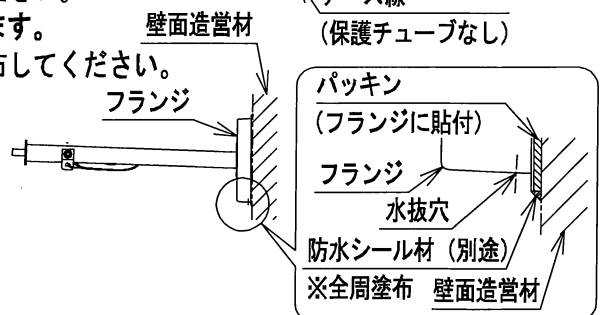 ます。
布してください。
壁面造営材
フランジ
(保護チューブなし)
パッキン
(フランジに貼付)
フランジ
水抜穴
防水シール材(別途)
※全周塗布
壁面造営材